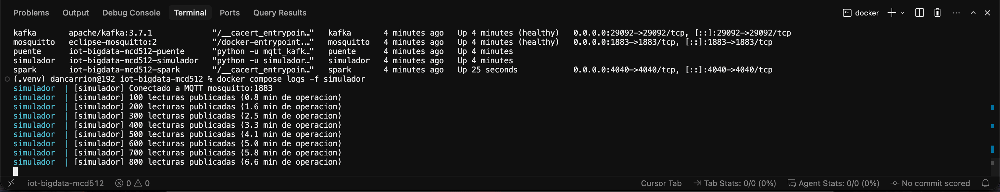 Problems Output Debug Console Terminal Ports Query Results docker
kafka apache/kafka:3.7.1 "/__cacert_entrypoin…" kafka 4 minutes ago Up 4 minutes (healthy) 0.0.0.0:29092->29092/tcp, [::]:29092->29092/tcp
mosquitto eclipse-mosquitto:2 "/docker-entrypoint.…" mosquitto 4 minutes ago Up 4 minutes (healthy) 0.0.0.0:1883->1883/tcp, [::]:1883->1883/tcp
puente iot-bigdata-mcd512-puente "python -u mqtt_kafk…" puente 4 minutes ago Up 4 minutes
simulador iot-bigdata-mcd512-simulador "python -u simulador…" simulador 4 minutes ago Up 4 minutes
spark iot-bigdata-mcd512-spark "/__cacert_entrypoin…" spark 4 minutes ago Up 25 seconds 0.0.0.0:4040->4040/tcp, [::]:4040->4040/tcp
(.venv) dancarrion@192 iot-bigdata-mcd512 % docker compose logs -f simulador
simulador | [simulador] Conectado a MQTT mosquitto:1883
simulador | [simulador] 100 lecturas publicadas (0.8 min de operacion)
simulador | [simulador] 200 lecturas publicadas (1.6 min de operacion)
simulador | [simulador] 300 lecturas publicadas (2.5 min de operacion)
simulador | [simulador] 400 lecturas publicadas (3.3 min de operacion)
simulador | [simulador] 500 lecturas publicadas (4.1 min de operacion)
simulador | [simulador] 600 lecturas publicadas (5.0 min de operacion)
simulador | [simulador] 700 lecturas publicadas (5.8 min de operacion)
simulador | [simulador] 800 lecturas publicadas (6.6 min de operacion)
iot-bigdata-mcd512 0 0 Cursor Tab Tab Stats: 0/0 (0%) Agent Stats: 0/0 (0%) No commit scored